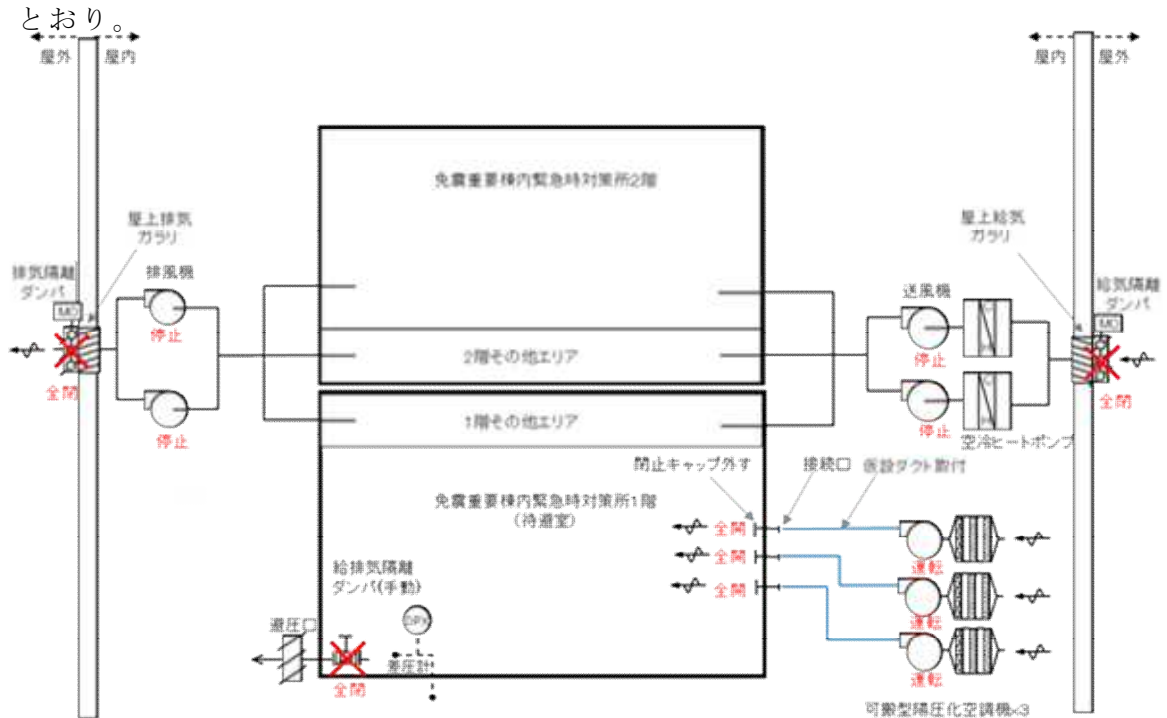 とおり。
屋外 屋内
屋内 屋外
免震重要棟内緊急時対策所2階
屋上排気
ガラリ
屋上給気
ガラリ
排気隔離
ダンパ
排風機
送風機
給気隔離
ダンパ
MO
MO
停止
停止
2階その他エリア
全閉
全閉
停止
停止
1階その他エリア
空冷ヒートポンプ
閉止キャップ外す
接続口
仮設ダクト取付
免震重要棟内緊急時対策所1階
(待避室)
全開
全開
全開
運転
運転
運転
給排気隔離
ダンパ(手動)
差圧計
全閉
可搬型陽圧化空調機×3